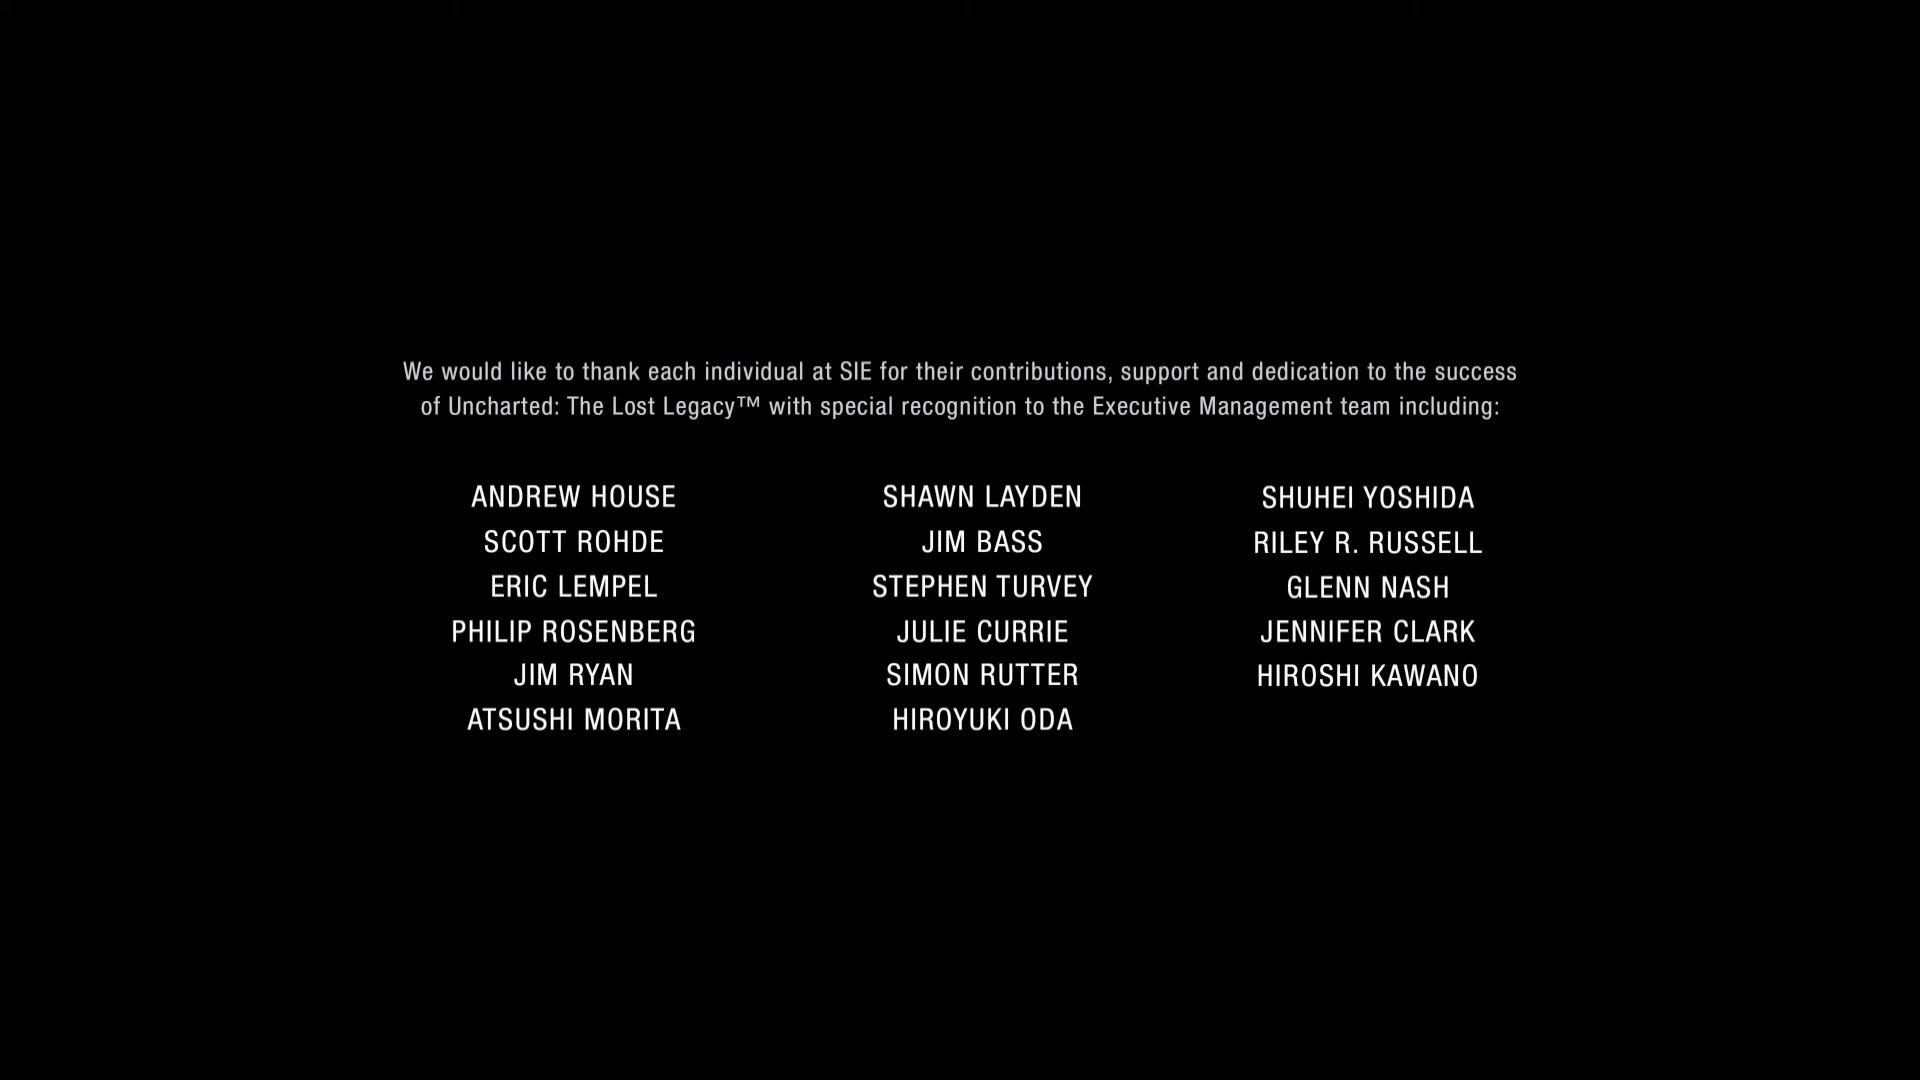 We would like to thank each individual at SIE for their contributions, support and dedication to the success
of Uncharted: The Lost Legacy™ with special recognition to the Executive Management team including:
ANDREW HOUSE SHAWN LAYDEN SHUHEI YOSHIDA
SCOTT ROHDE JIM BASS RILEY R. RUSSELL
ERIC LEMPEL STEPHEN TURVEY GLENN NASH
PHILIP ROSENBERG JULIE CURRIE JENNIFER CLARK
JIM RYAN SIMON RUTTER HIROSHI KAWANO
ATSUSHI MORITA HIROYUKI ODA